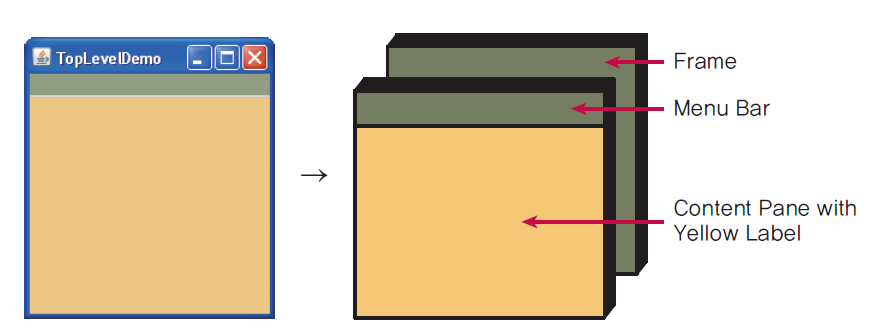 TopLevelDemo
Frame
Menu Bar
→
Content Pane with
Yellow Label